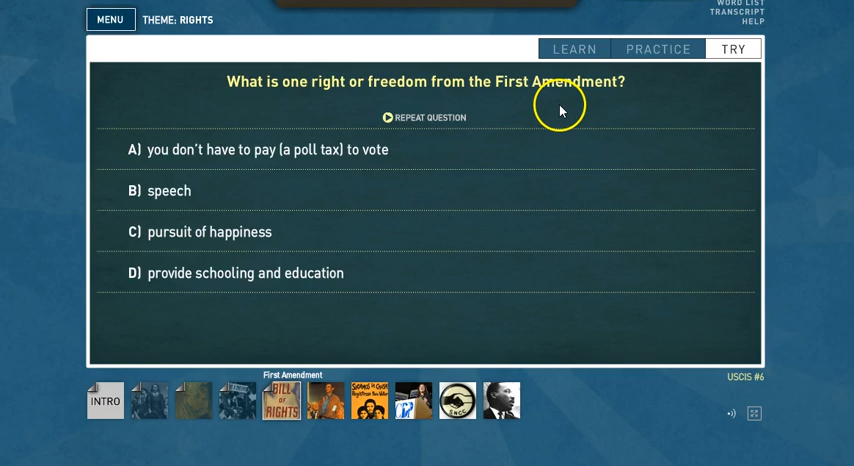 WORD LIST
TRANSCRIPT
HELP
MENU THEME: RIGHTS
LEARN PRACTICE TRY
What is one right or freedom from the First Amendment?
REPEAT QUESTION
A) you don't have to pay (a poll tax) to vote
B) speech
C) pursuit of happiness
D) provide schooling and education
First Amendment
USCIS #6
INTRO
BILL
OF
RIGHTS
SNCC